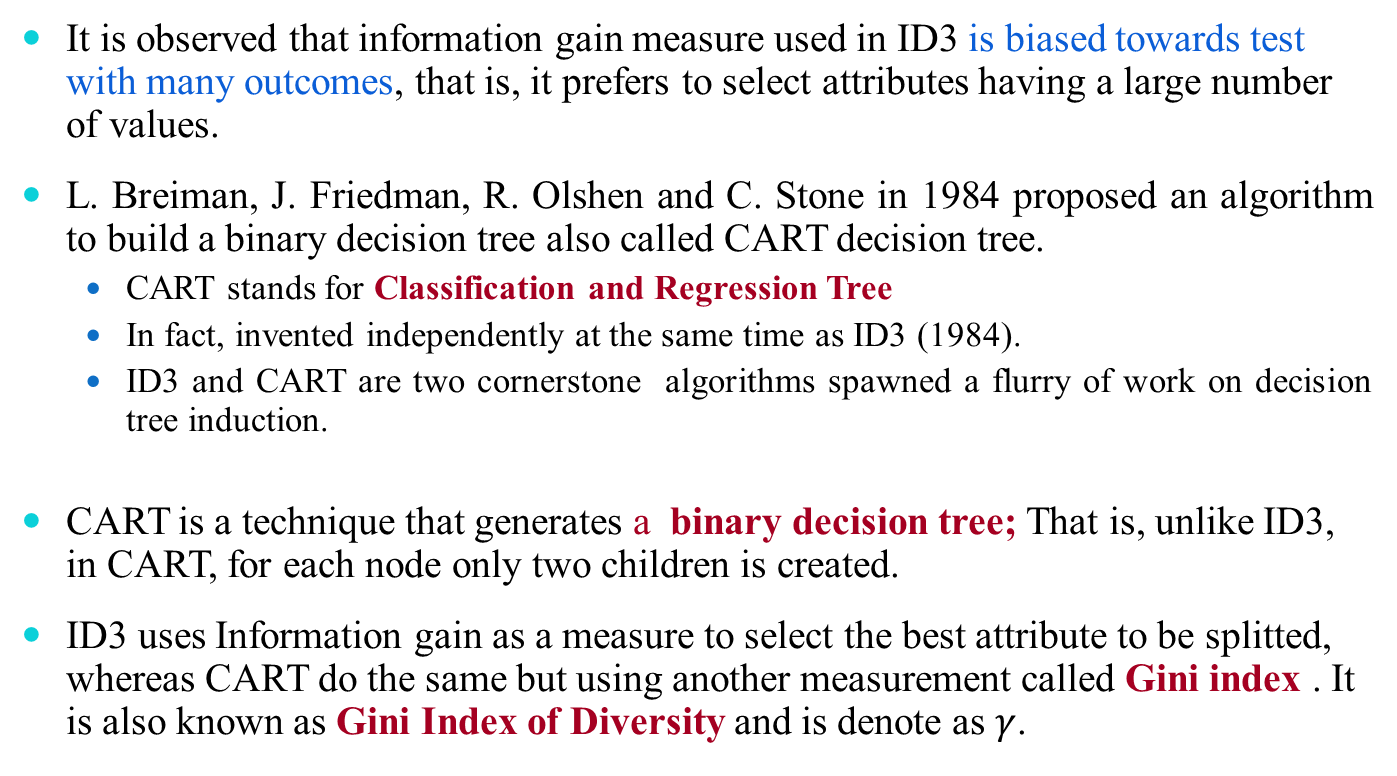 • It is observed that information gain measure used in ID3 is biased towards test
with many outcomes, that is, it prefers to select attributes having a large number
of values.
• L. Breiman, J. Friedman, R. Olshen and C. Stone in 1984 proposed an algorithm
to build a binary decision tree also called CART decision tree.
• CART stands for Classification and Regression Tree
• In fact, invented independently at the same time as ID3 (1984).
• ID3 and CART are two cornerstone algorithms spawned a flurry of work on decision
tree induction.
• CART is a technique that generates a binary decision tree; That is, unlike ID3,
in CART, for each node only two children is created.
• ID3 uses Information gain as a measure to select the best attribute to be splitted,
whereas CART do the same but using another measurement called Gini index . It
is also known as Gini Index of Diversity and is denote as γ.